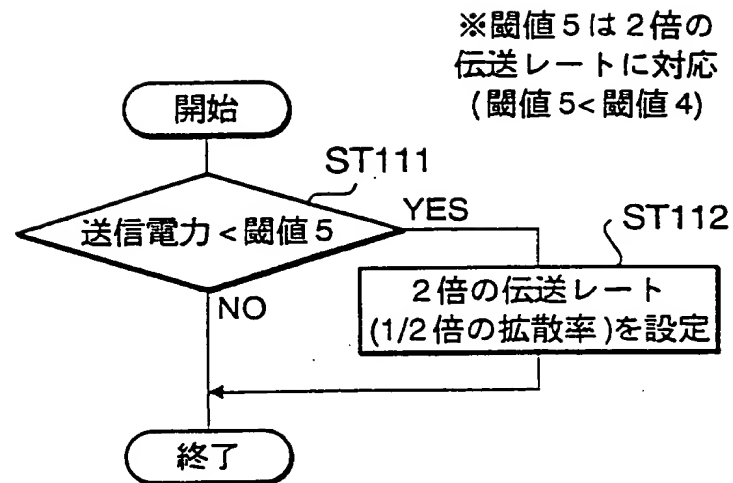 ※閾値5は2倍の
伝送レートに対応
(閾値5<閾値4)
開始
ST111
送信電力<閾値5
YES
ST112
2倍の伝送レート
(1/2倍の拡散率)を設定
NO
終了